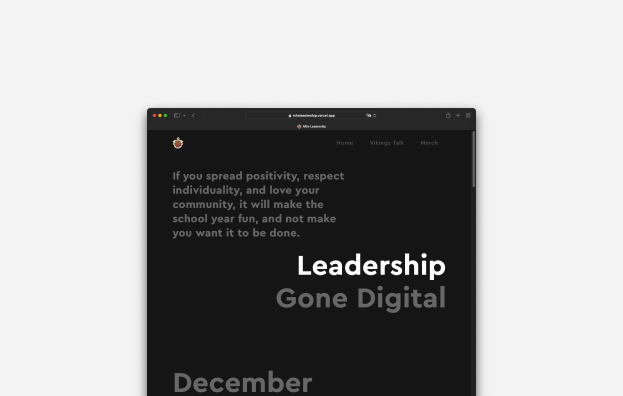 mhsleadership.vercel.app
MHs Leadership
Home Vikings Talk Merch
If you spread positivity, respect
individuality, and love your
community, it will make the
school year fun, and not make
you want it to be done.
Leadership
Gone Digital
December